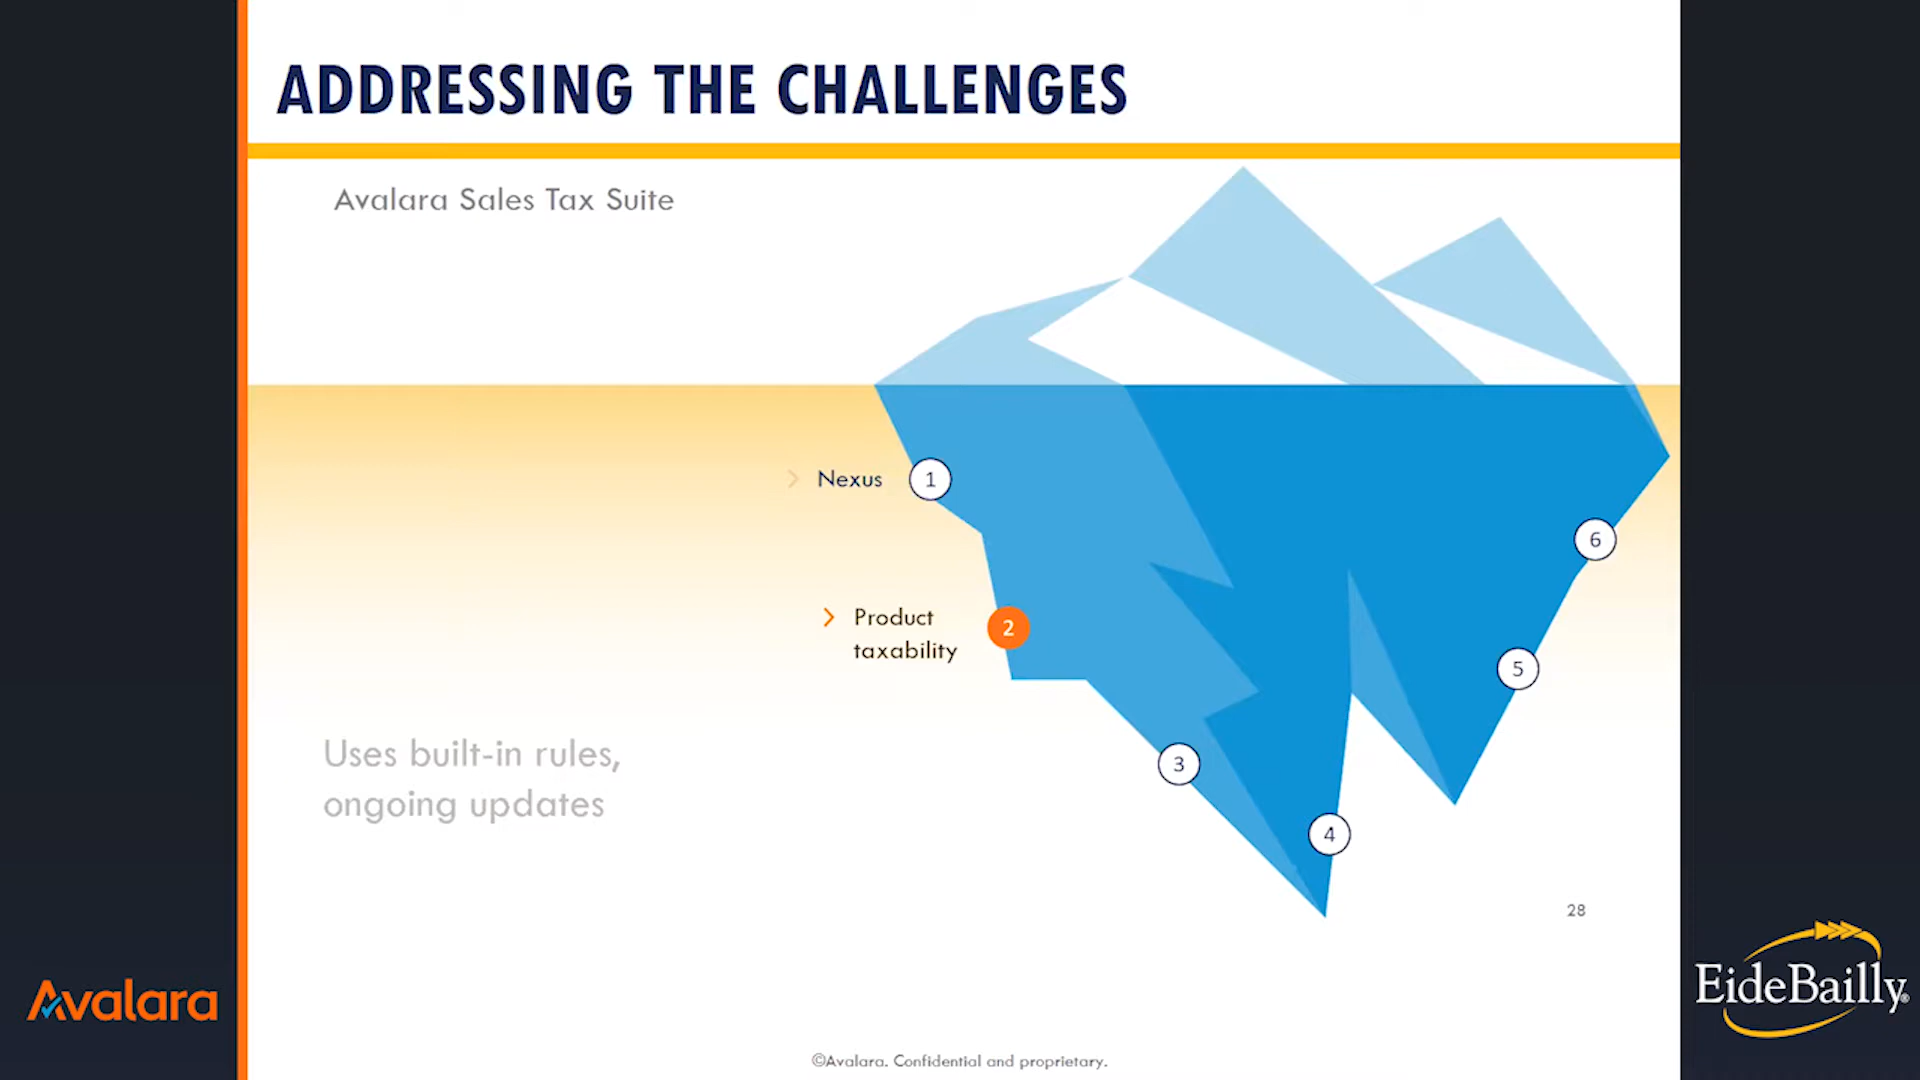 ADDRESSING THE CHALLENGES
Avalara Sales Tax Suite
Nexus
1
6
Product
taxability
2
5
Uses built-in rules,
ongoing updates
3
4
28
Avalara
EideBailly®
©Avalara. Confidential and proprietary.